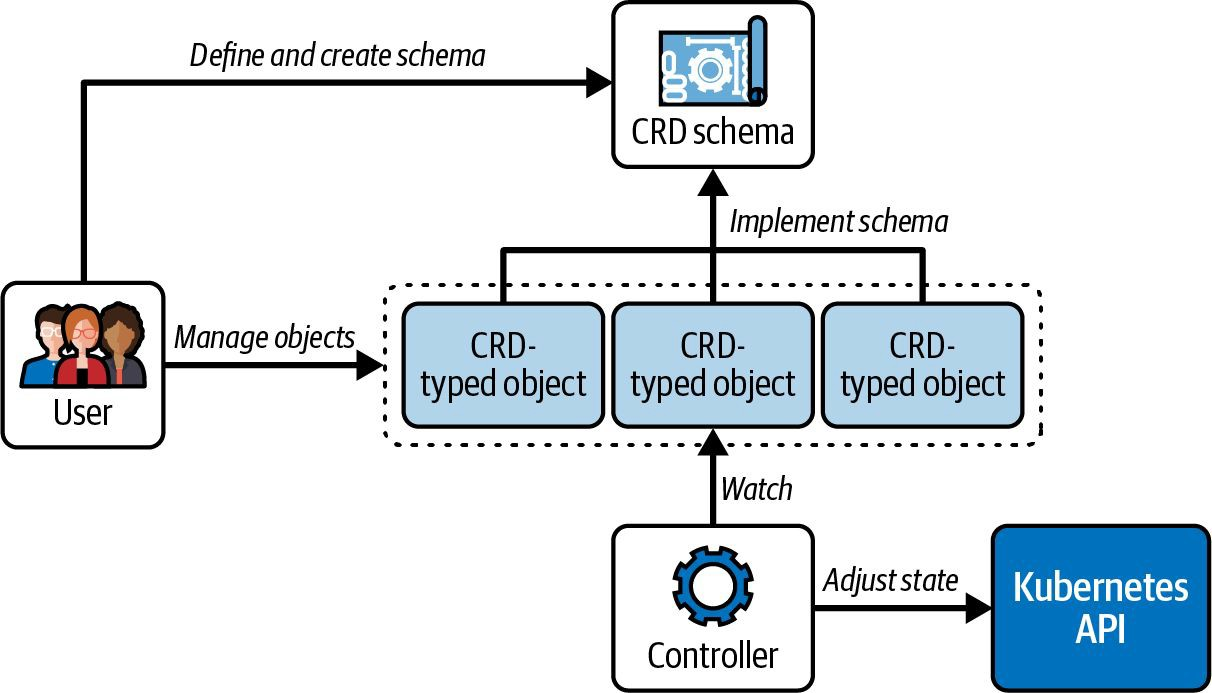 Define and create schema
CRD schema
Implement schema
Manage objects
User
CRD-
typed object
CRD-
typed object
CRD-
typed object
Watch
Controller
Adjust state
Kubernetes
API